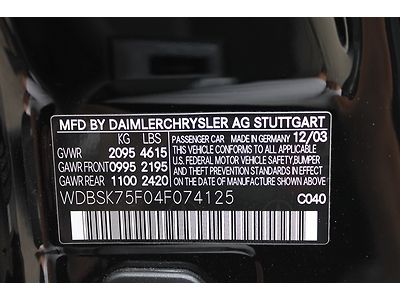 MFD BY DAIMLERCHRYSLER AG STUTTGART
KG LBS PASSENGER CAR MADE IN GERMANY 12/03
GVWR 2095 4615 THIS VEHICLE CONFORMS TO ALL
GAWR FRONT 0995 2195 APPLICABLE U.S. FEDERAL MOTOR VEHICLE SAFETY, BUMPER
GAWR REAR 1100 2420 AND THEFT PREVENTION STANDARDS IN EFFECT
ON THE DATE OF MANUFACTURE SHOWN ABOVE
WDBSK75F04F074125 C040